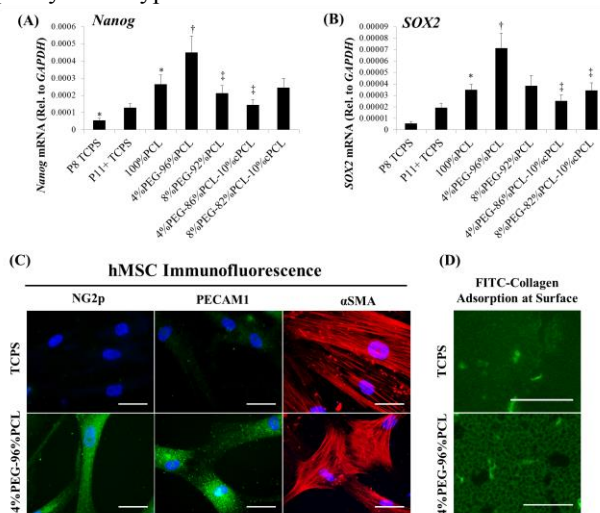 (A)
Nanog
Nanog mRNA (Rel. to GAPDH)
0.0006
0.0005
0.0004
0.0003
0.0002
0.0001
0
*
*
†
‡
‡
P8 TCPS
P11+ TCPS
100%PCL
4%PEG-96%PCL
8%PEG-92%PCL
4%PEG-86%PCL-10%cPCL
8%PEG-82%PCL-10%cPCL
(B)
SOX2
SOX2 mRNA (Rel. to GAPDH)
0.00009
0.00008
0.00007
0.00006
0.00005
0.00004
0.00003
0.00002
0.00001
0
*
†
‡
‡
P8 TCPS
P11+ TCPS
100%PCL
4%PEG-96%PCL
8%PEG-92%PCL
4%PEG-86%PCL-10%cPCL
8%PEG-82%PCL-10%cPCL
(C)
hMSC Immunofluorescence
NG2p
PECAM1
αSMA
TCPS
4%PEG-96%PCL
(D)
FITC-Collagen
Adsorption at Surface
TCPS
4%PEG-96%PCL